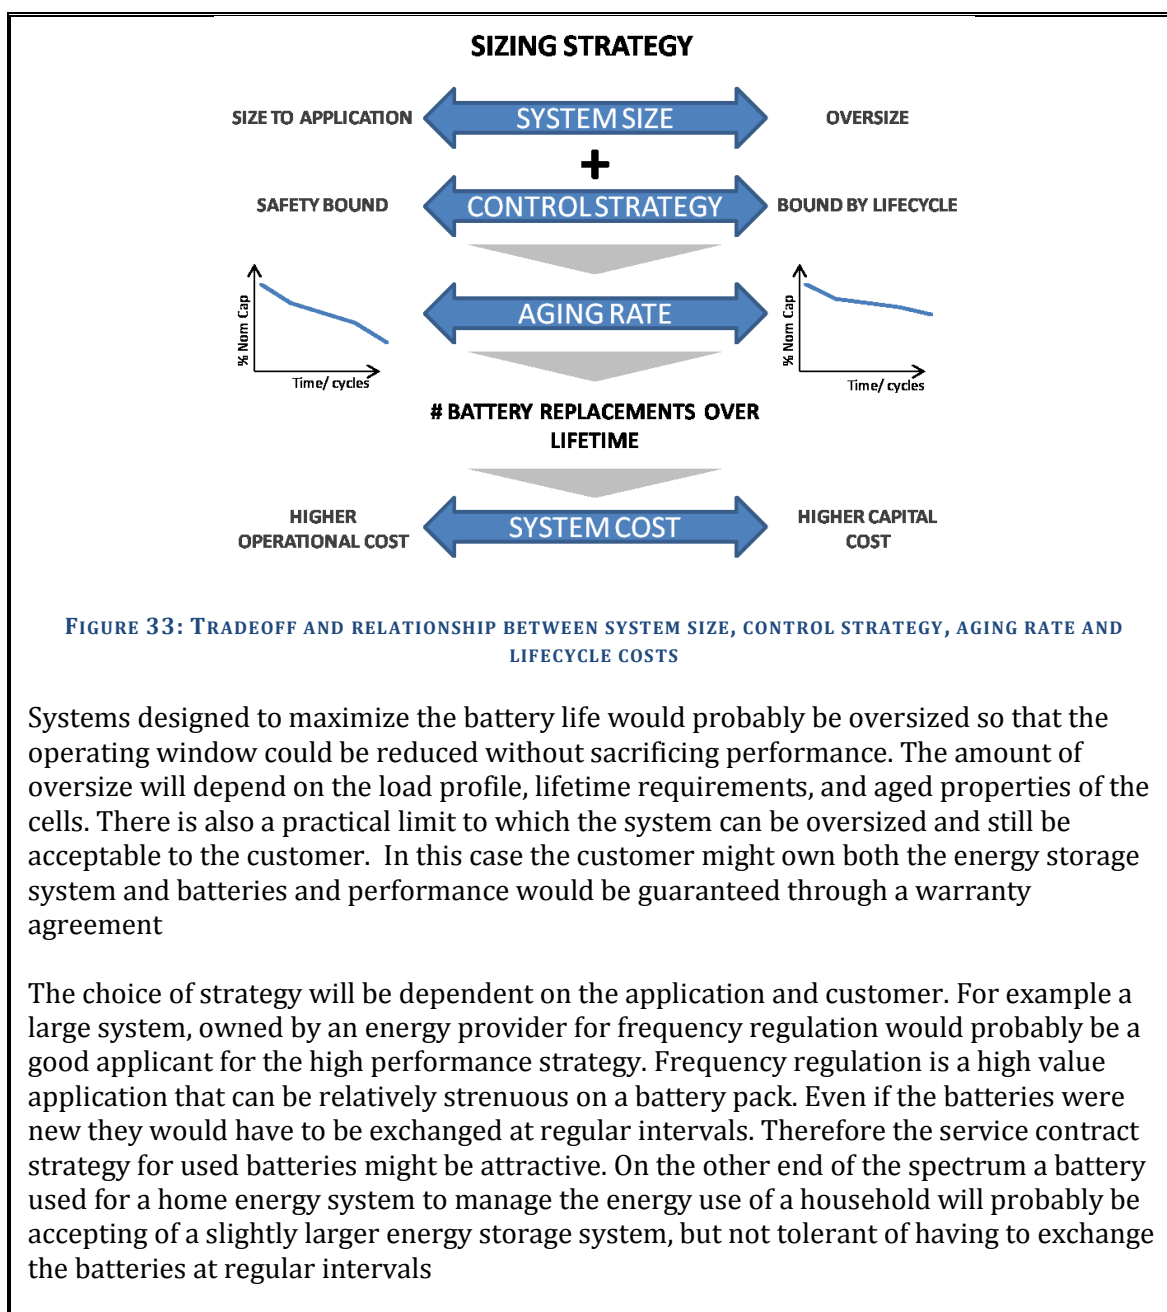 SIZING STRATEGY
SIZE TO APPLICATION SYSTEM SIZE OVERSIZE
+
SAFETY BOUND CONTROL STRATEGY BOUND BY LIFECYCLE
% Nom Cap
Time/ cycles
AGING RATE
% Nom Cap
Time/ cycles
# BATTERY REPLACEMENTS OVER
LIFETIME
HIGHER
OPERATIONAL COST
SYSTEM COST
HIGHER CAPITAL
COST
FIGURE 33: TRADEOFF AND RELATIONSHIP BETWEEN SYSTEM SIZE, CONTROL STRATEGY, AGING RATE AND
LIFECYCLE COSTS
Systems designed to maximize the battery life would probably be oversized so that the
operating window could be reduced without sacrificing performance. The amount of
oversize will depend on the load profile, lifetime requirements, and aged properties of the
cells. There is also a practical limit to which the system can be oversized and still be
acceptable to the customer.  In this case the customer might own both the energy storage
system and batteries and performance would be guaranteed through a warranty
agreement
The choice of strategy will be dependent on the application and customer. For example a
large system, owned by an energy provider for frequency regulation would probably be a
good applicant for the high performance strategy. Frequency regulation is a high value
application that can be relatively strenuous on a battery pack. Even if the batteries were
new they would have to be exchanged at regular intervals. Therefore the service contract
strategy for used batteries might be attractive. On the other end of the spectrum a battery
used for a home energy system to manage the energy use of a household will probably be
accepting of a slightly larger energy storage system, but not tolerant of having to exchange
the batteries at regular intervals